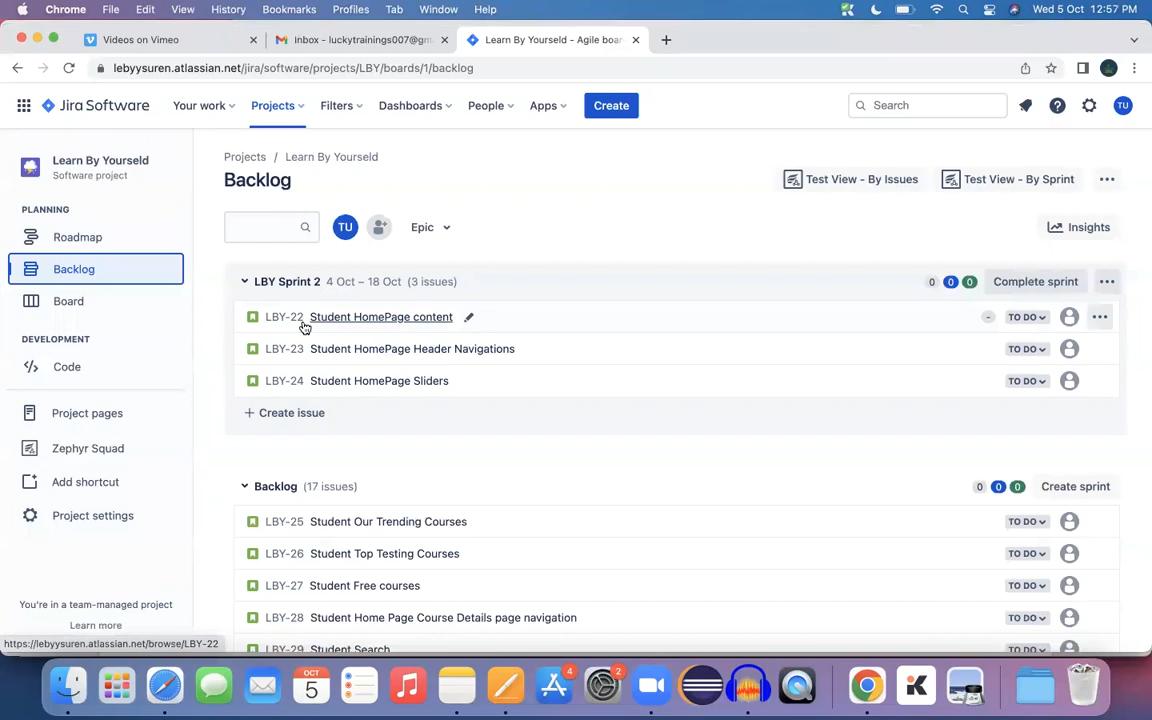 Chrome File Edit View History Bookmarks Profiles Tab Window Help Wed 5 Oct 12:57 PM
Videos on Vimeo
Inbox - luckytrainings007@gm
Learn By Yourseld - Agile boar
lebyysuren.atlassian.net/jira/software/projects/LBY/boards/1/backlog
Jira Software Your work Projects Filters Dashboards People Apps Create Search TU
Learn By Yourseld
Software project
PLANNING
Roadmap
Backlog
Board
DEVELOPMENT
Code
Project pages
Zephyr Squad
Add shortcut
Project settings
You're in a team-managed project
Learn more
https://lebyysuren.atlassian.net/browse/LBY-22
Projects / Learn By Yourseld
Backlog
Test View - By Issues Test View - By Sprint
TU Epic Insights
LBY Sprint 2 4 Oct – 18 Oct (3 issues) 0 0 0 Complete sprint
LBY-22 Student HomePage content - TO DO
LBY-23 Student HomePage Header Navigations TO DO
LBY-24 Student HomePage Sliders TO DO
+ Create issue
Backlog (17 issues) 0 0 0 Create sprint
LBY-25 Student Our Trending Courses TO DO
LBY-26 Student Top Testing Courses TO DO
LBY-27 Student Free courses TO DO
LBY-28 Student Home Page Course Details page navigation TO DO
LBY-29 Student Search TO DO
OCT
5
4
2